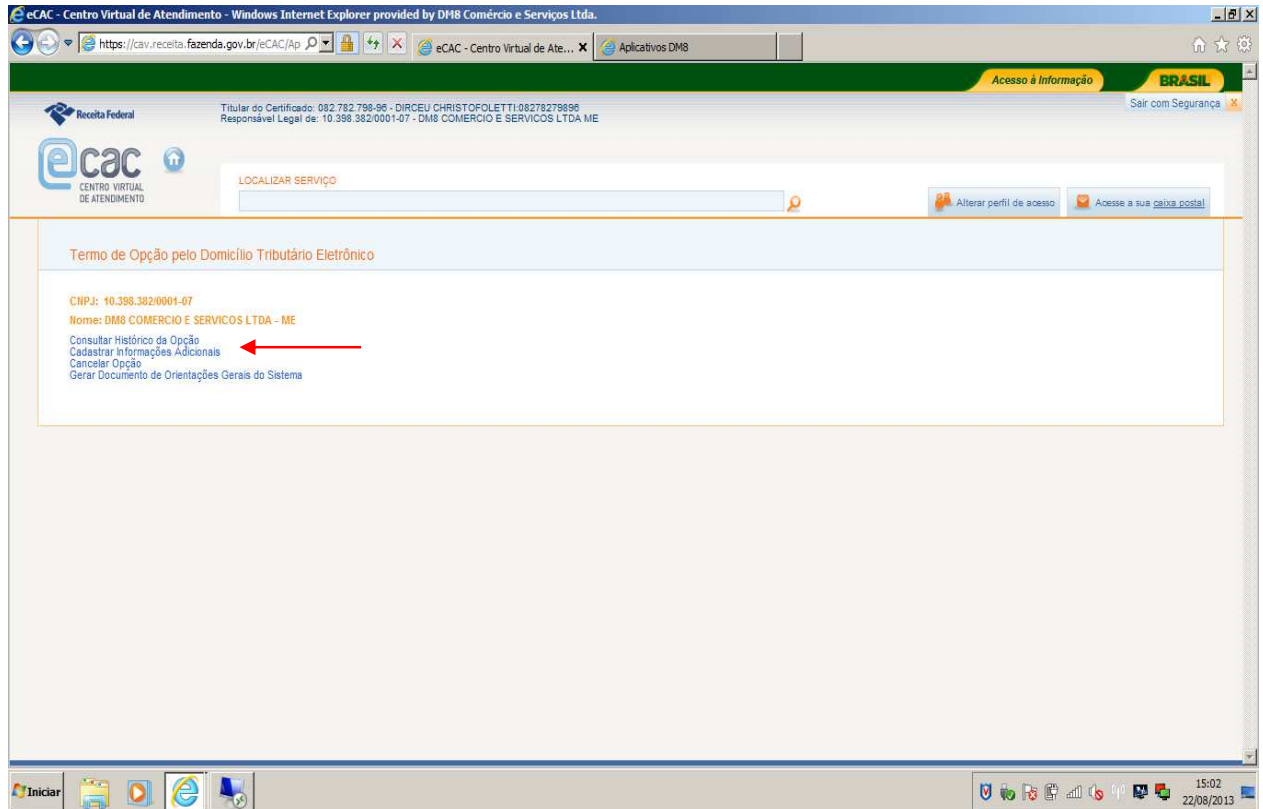 eCAC - Centro Virtual de Atendimento - Windows Internet Explorer provided by DM8 Comércio e Serviços Ltda.
https://cav.receita.fazenda.gov.br/eCAC/Ap
eCAC - Centro Virtual de Ate...
Aplicativos DM8
Acesso à Informação
BRASIL
Receita Federal
Titular do Certificado: 082.782.798-96 - DIRCEU CHRISTOFOLETTI:08278279896
Responsável Legal de: 10.398.382/0001-07 - DM8 COMERCIO E SERVICOS LTDA ME
Sair com Segurança
ecac
CENTRO VIRTUAL
DE ATENDIMENTO
LOCALIZAR SERVIÇO
Alterar perfil de acesso
Acesse a sua caixa postal
Termo de Opção pelo Domicílio Tributário Eletrônico
CNPJ: 10.398.382/0001-07
Nome: DM8 COMERCIO E SERVICOS LTDA - ME
Consultar Histórico da Opção
Cadastrar Informações Adicionais
Cancelar Opção
Gerar Documento de Orientações Gerais do Sistema
Iniciar
15:02
22/08/2013